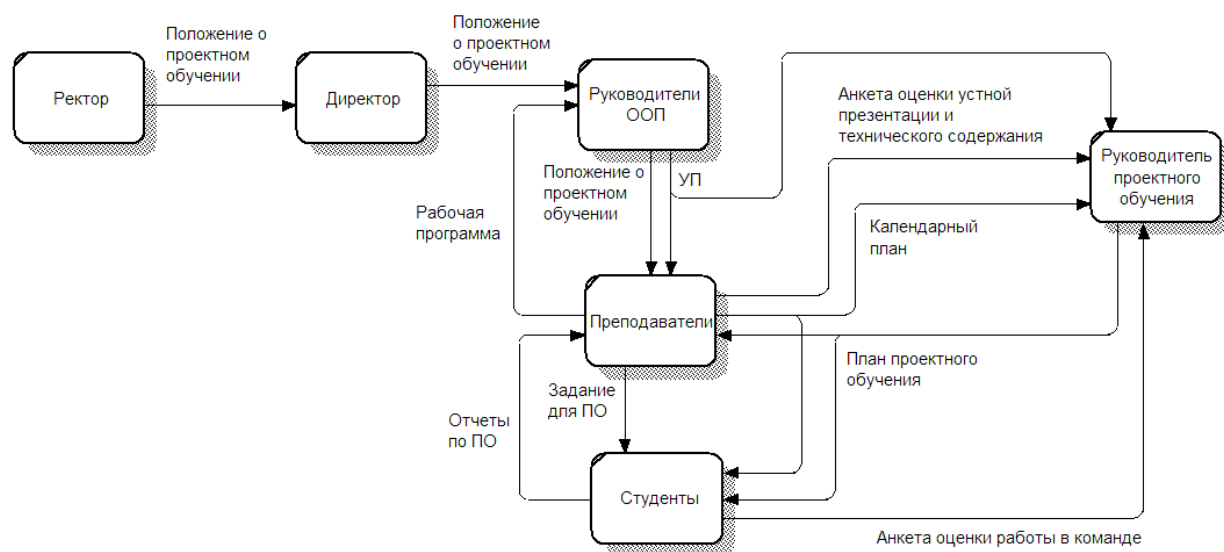 Положение о
проектном
обучении
Положение
о проектном
обучении
Ректор
Директор
Руководители
ООП
Анкета оценки устной
презентации и
технического содержания
Руководитель
проектного
обучения
Положение о
проектном
обучении
УП
Рабочая
программа
Календарный
план
Преподаватели
План проектного
обучения
Задание
для ПО
Отчеты
по ПО
Студенты
Анкета оценки работы в команде